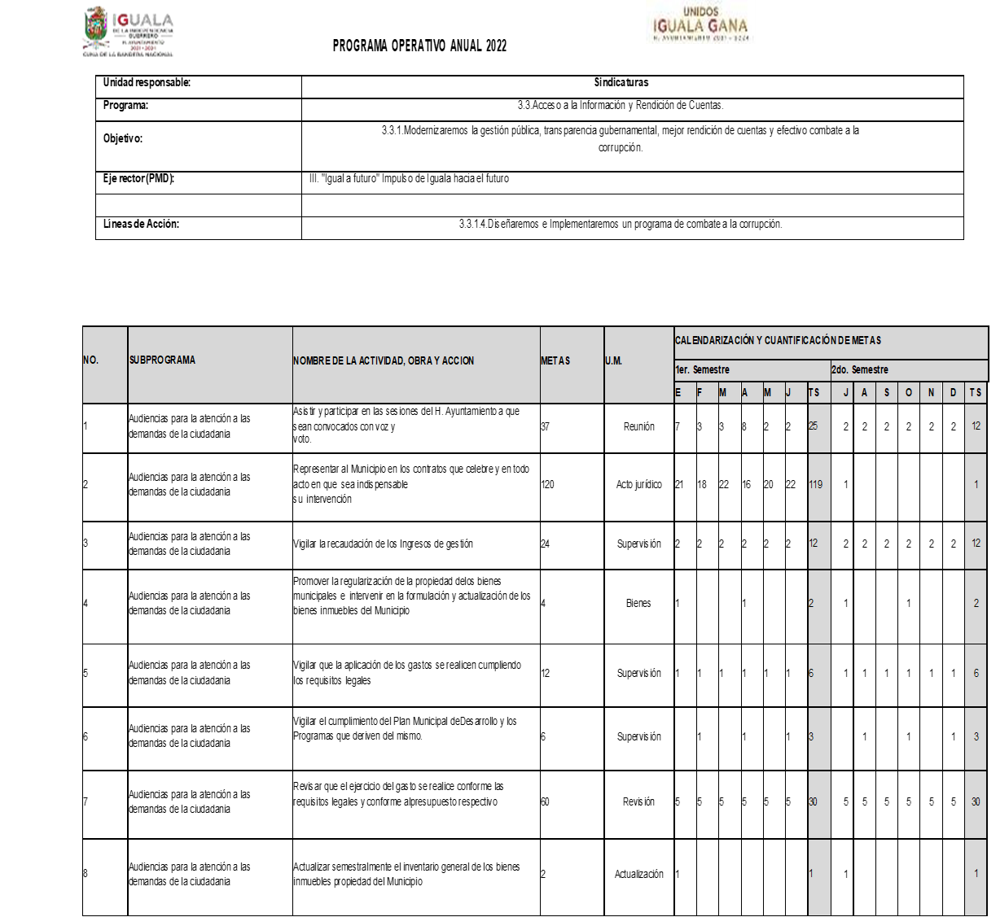 IGUALA
DE LA INDEPENDENCIA
GUERRERO
H. AYUNTAMIENTO
2021 - 2024
CUNA DE LA BANDERA NACIONAL
UNIDOS
IGUALA GANA
H. AYUNTAMIENTO 2021 - 2024
PROGRAMA OPERATIVO ANUAL 2022
Unidad responsable: Sindicaturas
Programa: 3.3.Acceso a la Información y Rendición de Cuentas.
Objetivo: 3.3.1.Modernizaremos la gestión pública, transparencia gubernamental, mejor rendición de cuentas y efectivo combate a la
corrupción.
Eje rector (PMD): III. "Igual a futuro" Impulso de Iguala hacia el futuro
Líneas de Acción: 3.3.1.4.Diseñaremos e Implementaremos un programa de combate a la corrupción.
NO. SUBPROGRAMA NOMBRE DE LA ACTIVIDAD, OBRA Y ACCION METAS U.M. CALENDARIZACIÓN Y CUANTIFICACIÓN DE METAS
1er. Semestre 2do. Semestre
E F M A M J TS J A S O N D TS
1 Audiencias para la atención a las
demandas de la ciudadania
Asistir y participar en las sesiones del H. Ayuntamiento a que
sean convocados con voz y
voto.
37 Reunión 7 3 3 8 2 2 25 2 2 2 2 2 2 12
2 Audiencias para la atención a las
demandas de la ciudadania
Representar al Municipio en los contratos que celebre y en todo
acto en que sea indispensable
su intervención
120 Acto jurídico 21 18 22 16 20 22 119 1 1
3 Audiencias para la atención a las
demandas de la ciudadania
Vigilar la recaudación de los Ingresos de gestión
24 Supervisión 2 2 2 2 2 2 12 2 2 2 2 2 2 12
4 Audiencias para la atención a las
demandas de la ciudadania
Promover la regularización de la propiedad delos bienes
municipales e intervenir en la formulación y actualización de los
bienes inmuebles del Municipio
4 Bienes 1 1 2 1 1 2
5 Audiencias para la atención a las
demandas de la ciudadania
Vigilar que la aplicación de los gastos se realicen cumpliendo
los requisitos legales
12 Supervisión 1 1 1 1 1 1 6 1 1 1 1 1 1 6
6 Audiencias para la atención a las
demandas de la ciudadania
Vigilar el cumplimiento del Plan Municipal deDesarrollo y los
Programas que deriven del mismo.
6 Supervisión 1 1 1 3 1 1 1 3
7 Audiencias para la atención a las
demandas de la ciudadania
Revisar que el ejercicio del gasto se realice conforme las
requisitos legales y conforme alpresupuesto respectivo
60 Revisión 5 5 5 5 5 5 30 5 5 5 5 5 5 30
8 Audiencias para la atención a las
demandas de la ciudadania
Actualizar semestralmente el inventario general de los bienes
inmuebles propiedad del Municipio
2 Actualización 1 1 1 1